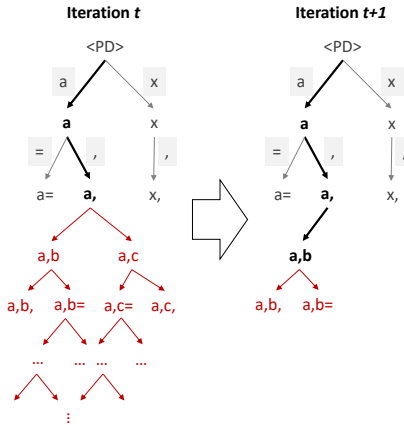 Iteration t Iteration t+1
<PD> <PD>
a x a x
a x a x
= , , = , ,
a= a, x, a= a, x,
a,b a,c a,b
a,b, a,b= a,c= a,c, a,b, a,b=
... ... ... ...
...